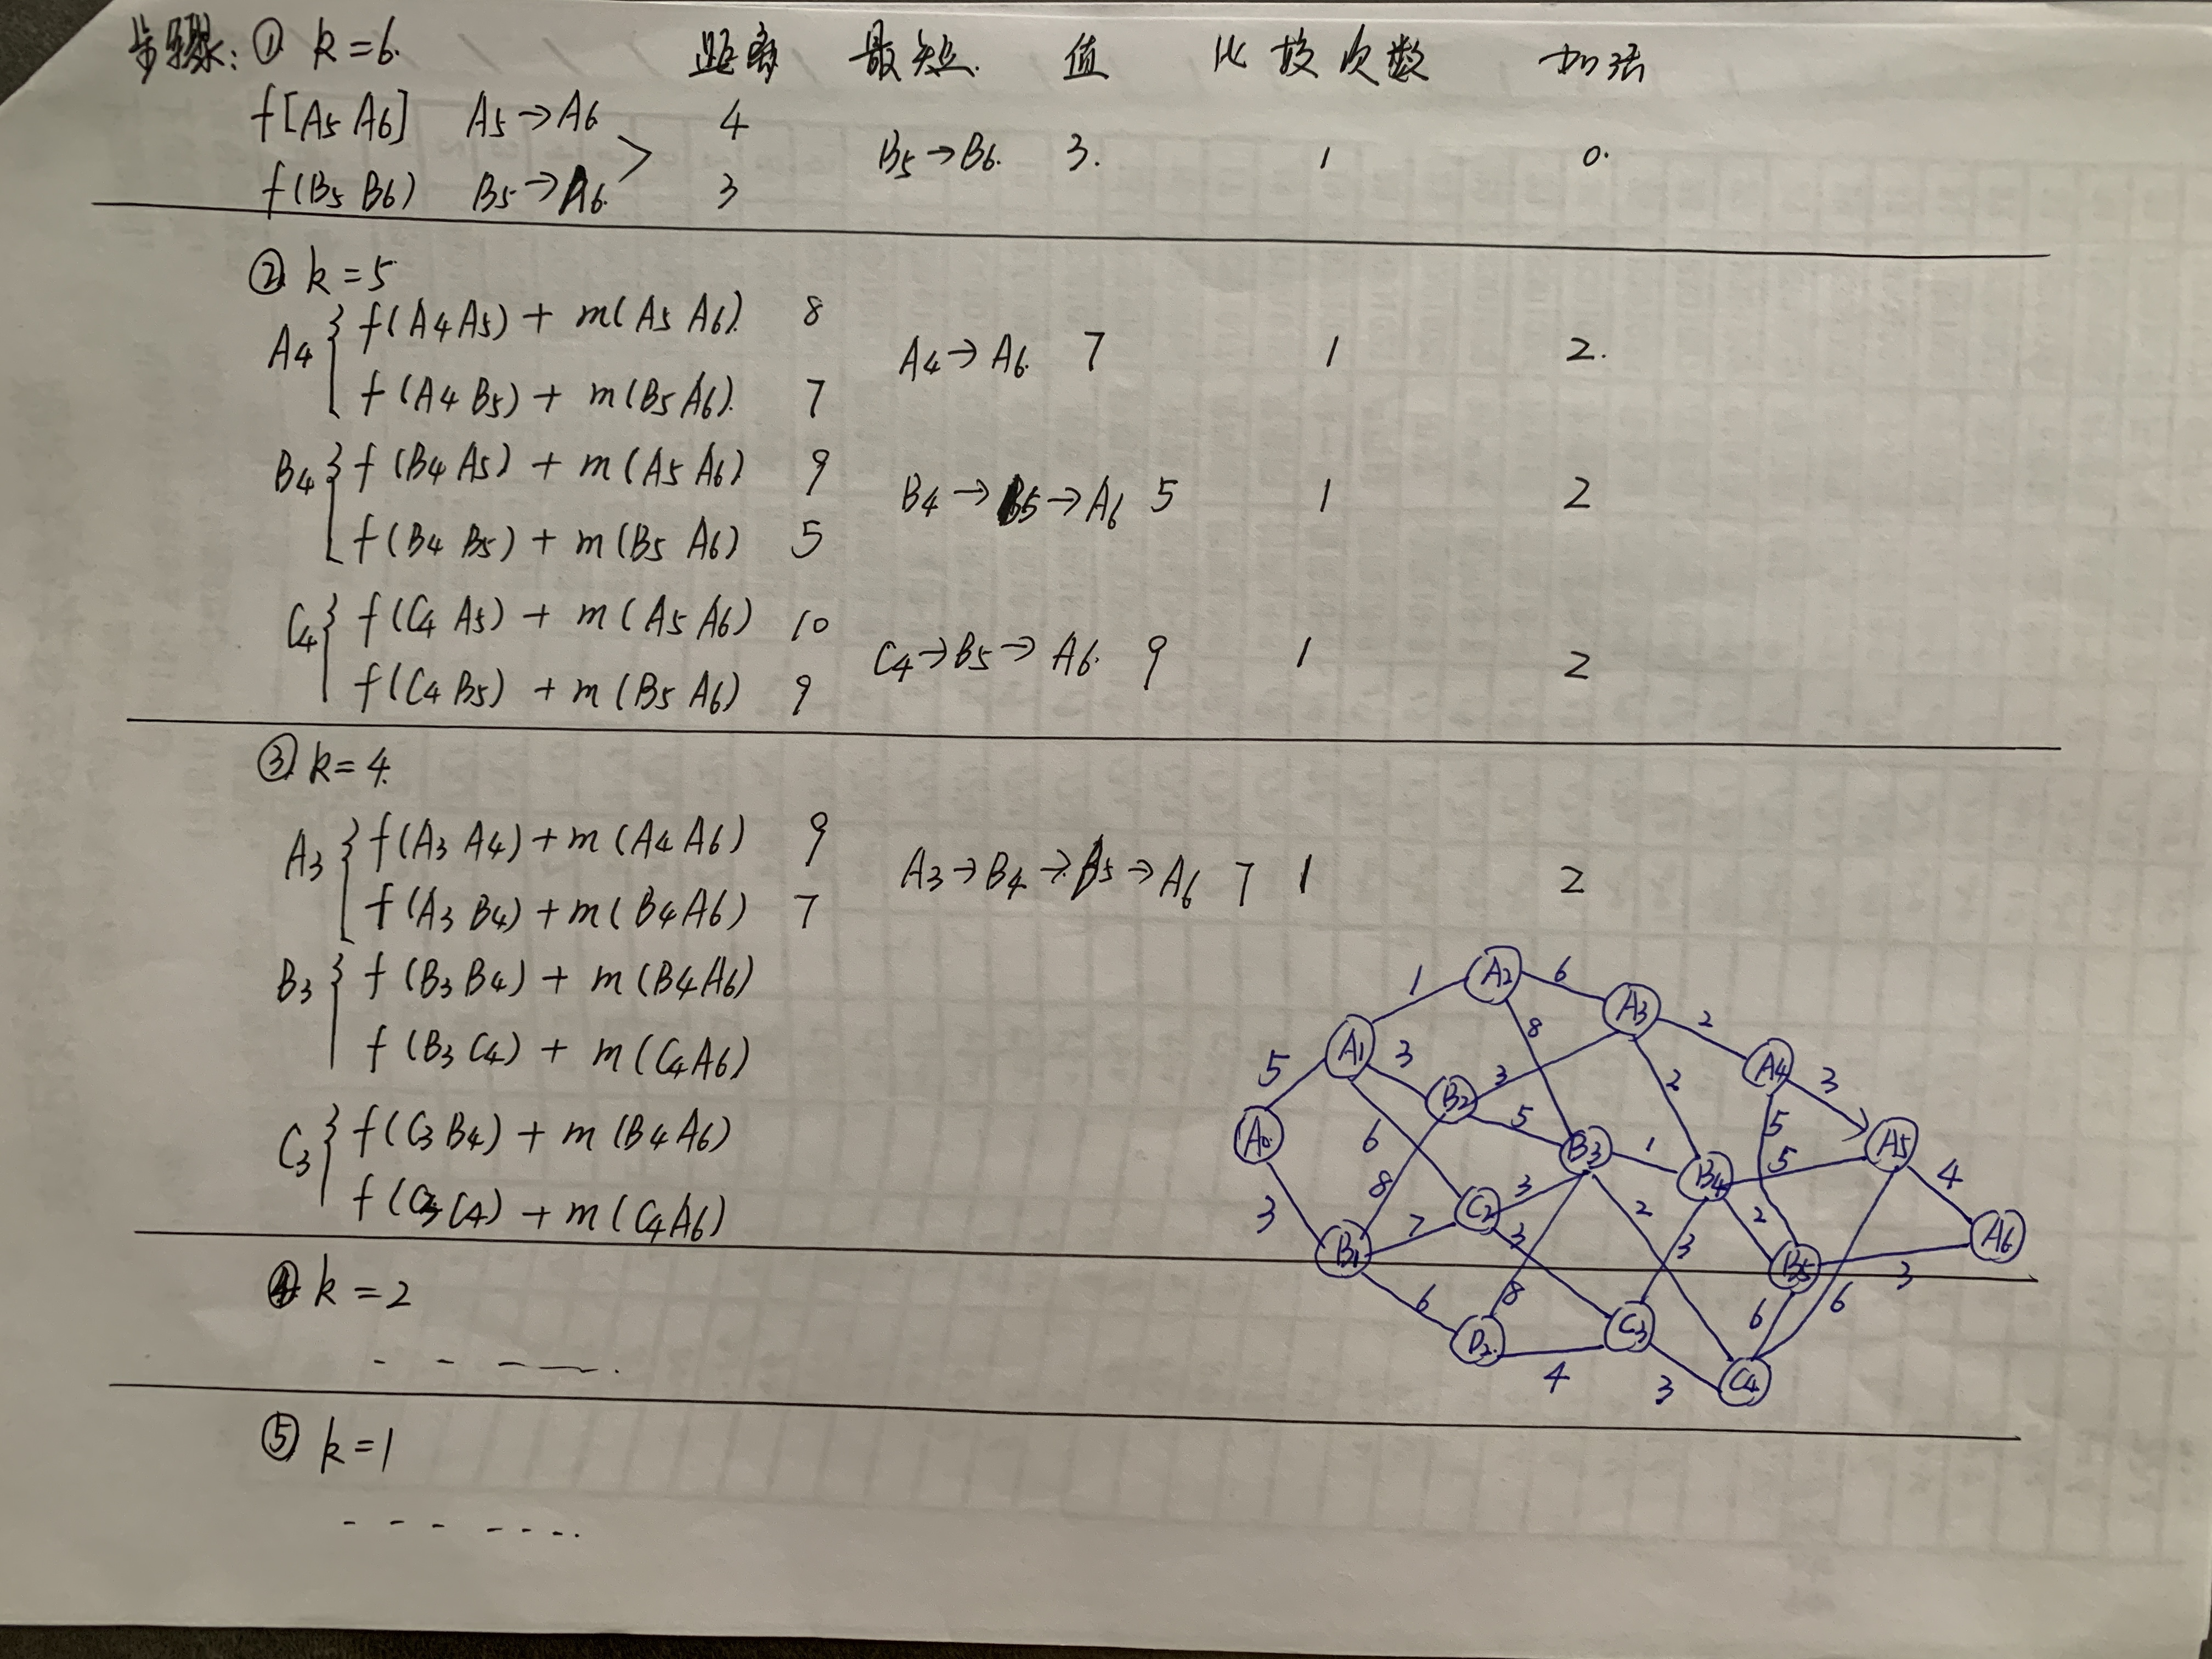 步骤: ① k=6. 距离 最短. 值 比较次数 加法
f[A5 A6] A5→A6 4
B5→B6. 3. 1 0.
f(B5 B6) B5→A6. 3
② k=5
A4 { f(A4 A5) + m(A5 A6). 8
A4→A6. 7 1 2.
f(A4 B5) + m(B5 A6). 7
B4 { f(B4 A5) + m(A5 A6) 9
B4→B5→A6 5 1 2
f(B4 B5) + m(B5 A6) 5
C4 { f(C4 A5) + m(A5 A6) 10
C4→B5→A6. 9 1 2
f(C4 B5) + m(B5 A6) 9
③ k=4.
A3 { f(A3 A4) + m(A4 A6) 9
A3→B4→B5→A6 7 1 2
f(A3 B4) + m(B4 A6) 7
B3 { f(B3 B4) + m(B4 A6)
f(B3 C4) + m(C4 A6)
C3 { f(C3 B4) + m(B4 A6)
f(C3 C4) + m(C4 A6)
④ k=2
⑤ k=1
1 A2 6
A3 2
8
A1 3
5
A4 3
3 B2
2
5
5
A0
6
B3 1
5 A5
B4
4
8
C2 3
3
7
2
3
2
A6
B1
3
B5
3
6
8
6
6
D2
C3
4
3
C4